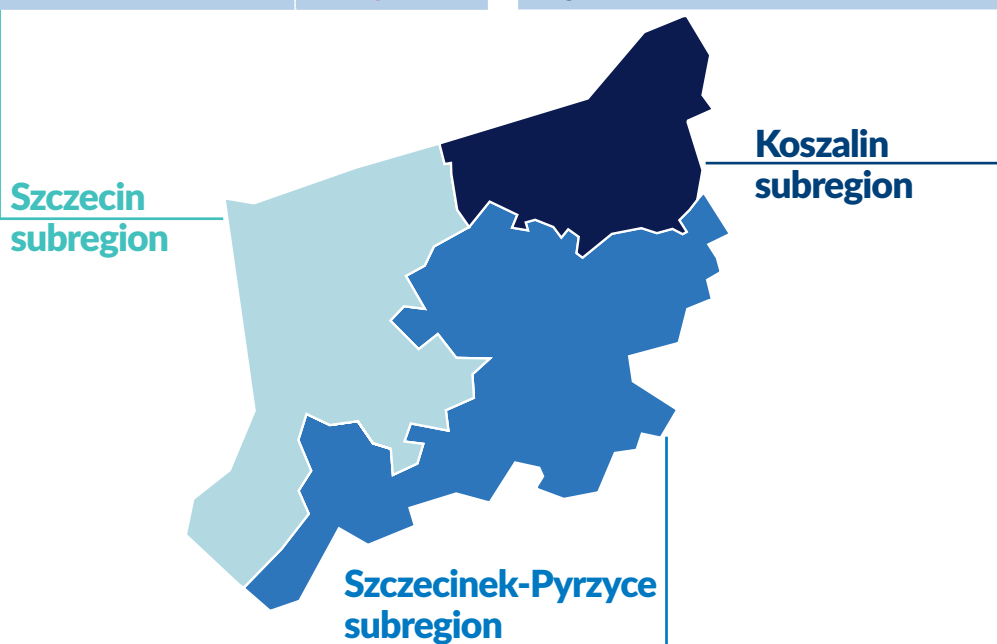 Koszalin
subregion
Szczecin
subregion
Szczecinek-Pyrzyce
subregion